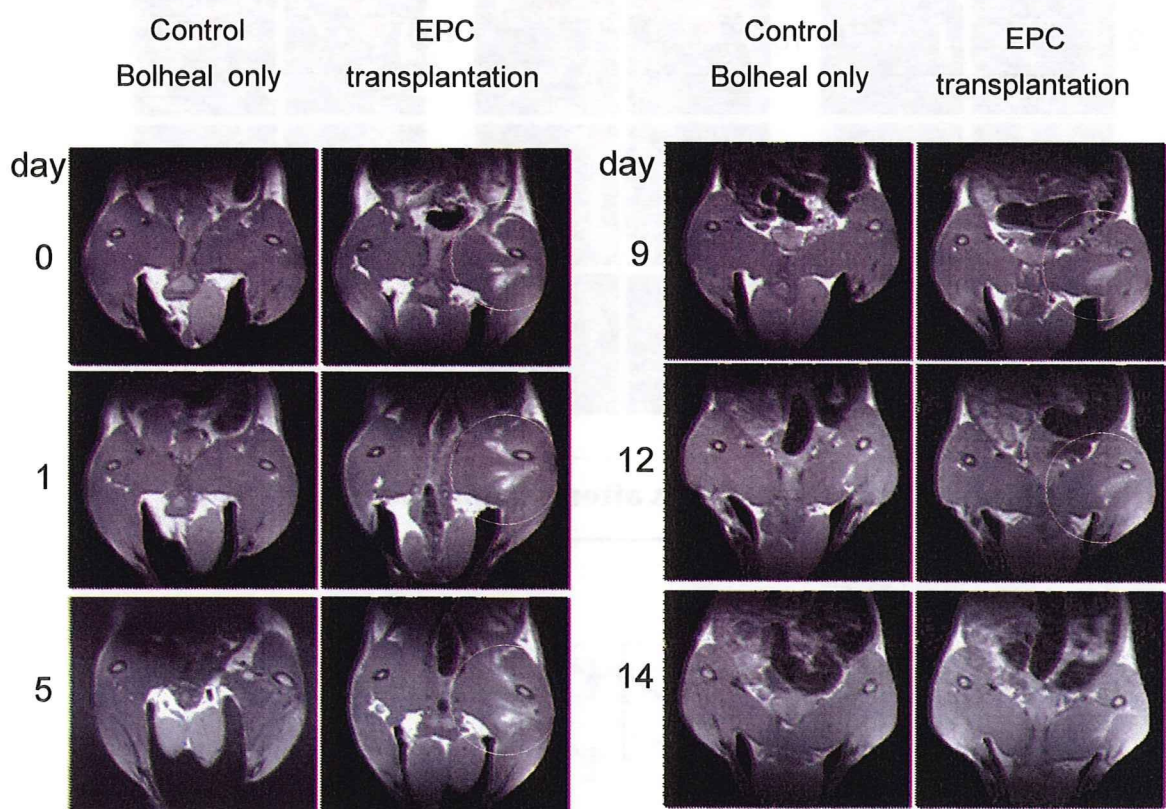 Control
Bolheal only
EPC
transplantation
Control
Bolheal only
EPC
transplantation
day
0
1
5
day
9
12
14